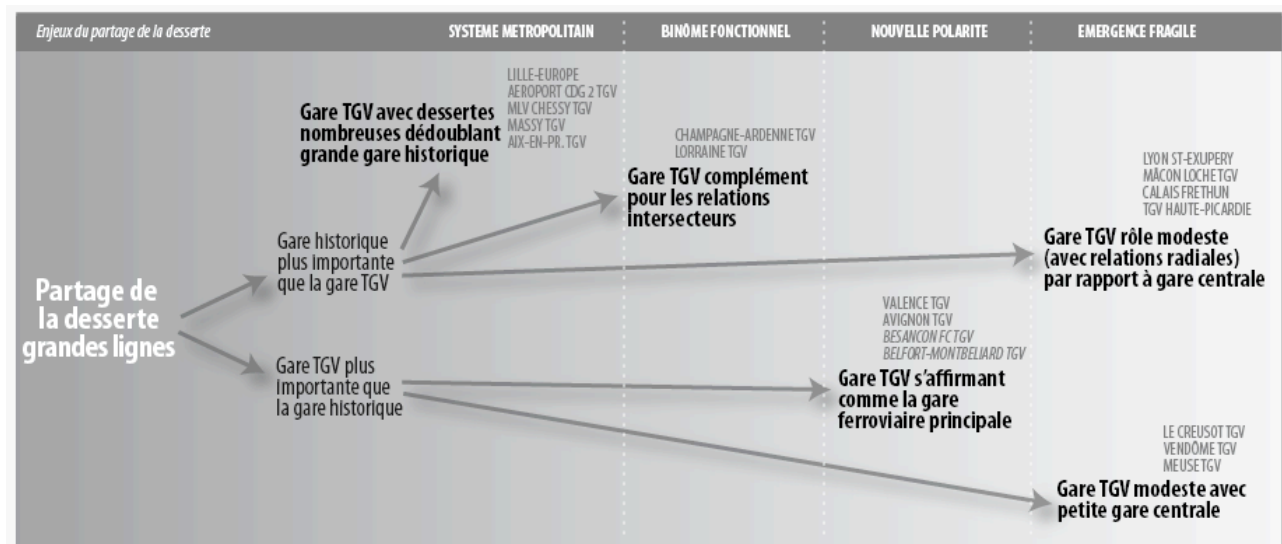 Enjeux du partage de la desserte
SYSTEME METROPOLITAIN
BINÔME FONCTIONNEL
NOUVELLE POLARITE
EMERGENCE FRAGILE
LILLE-EUROPE
AEROPORT CDG 2 TGV
MLV CHESSY TGV
MASSY TGV
AIX-EN-PR. TGV
Gare TGV avec dessertes
nombreuses dédoublant
grande gare historique
CHAMPAGNE-ARDENNE TGV
LORRAINE TGV
Gare TGV complément
pour les relations
intersecteurs
LYON ST-EXUPERY
MÂCON LOCHE TGV
CALAIS FRETHUN
TGV HAUTE-PICARDIE
Gare TGV rôle modeste
(avec relations radiales)
par rapport à gare centrale
Gare historique
plus importante
que la gare TGV
Partage de
la desserte
grandes lignes
Gare TGV plus
importante que
la gare historique
VALENCE TGV
AVIGNON TGV
BESANCON FC TGV
BELFORT-MONTBELIARD TGV
Gare TGV s'affirmant
comme la gare
ferroviaire principale
LE CREUSOT TGV
VENDÔME TGV
MEUSE TGV
Gare TGV modeste avec
petite gare centrale